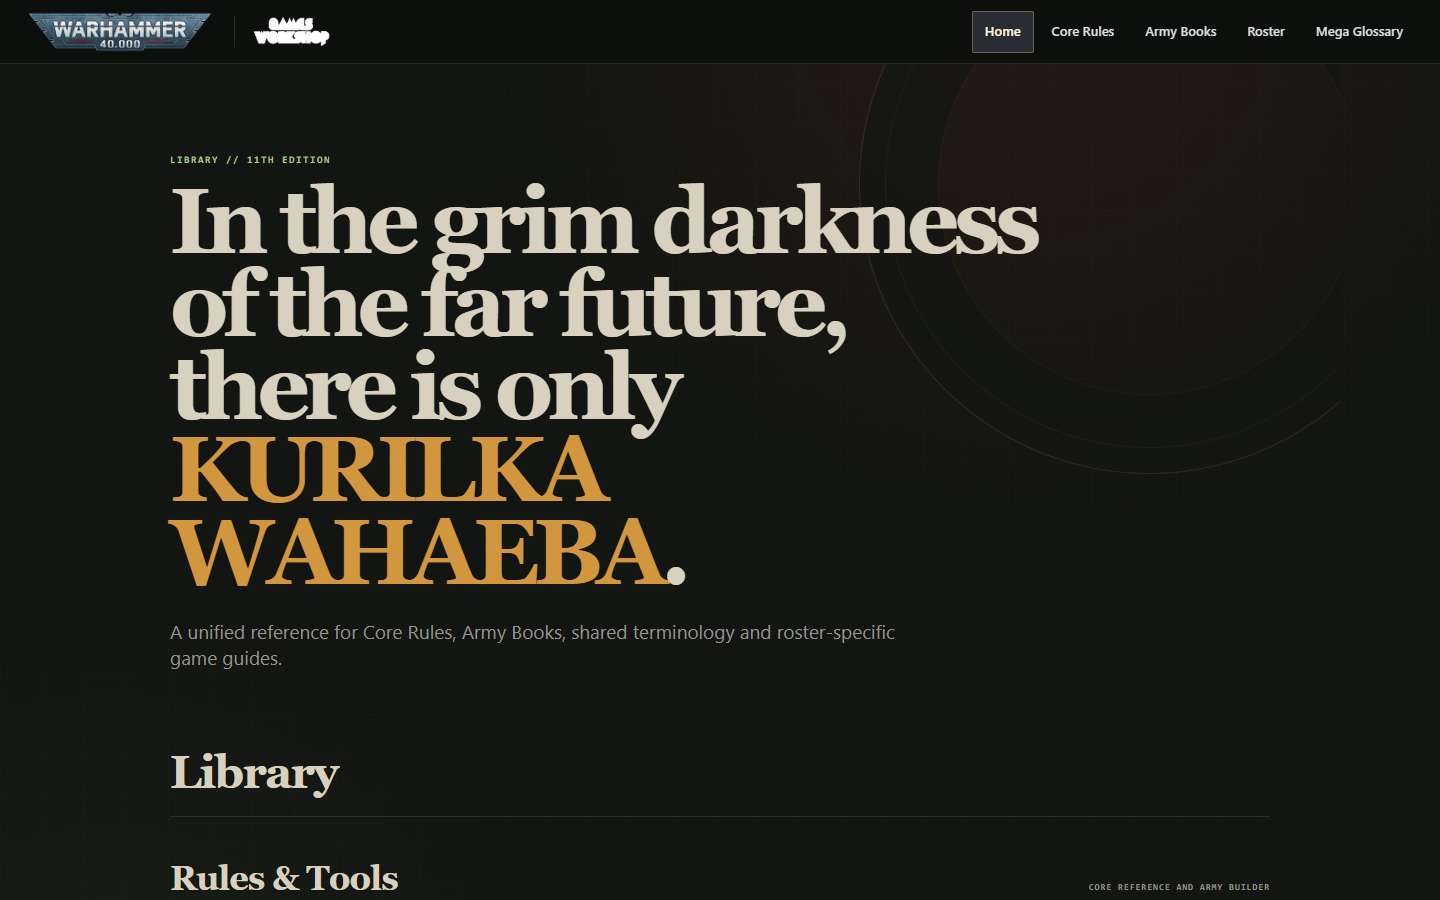 WARHAMMER
40.000
GAMES
WORKSHOP
Home
Core Rules
Army Books
Roster
Mega Glossary
LIBRARY // 11TH EDITION
In the grim darkness
of the far future,
there is only
KURILKA
WAHAEBA.
A unified reference for Core Rules, Army Books, shared terminology and roster-specific
game guides.
Library
Rules & Tools
CORE REFERENCE AND ARMY BUILDER